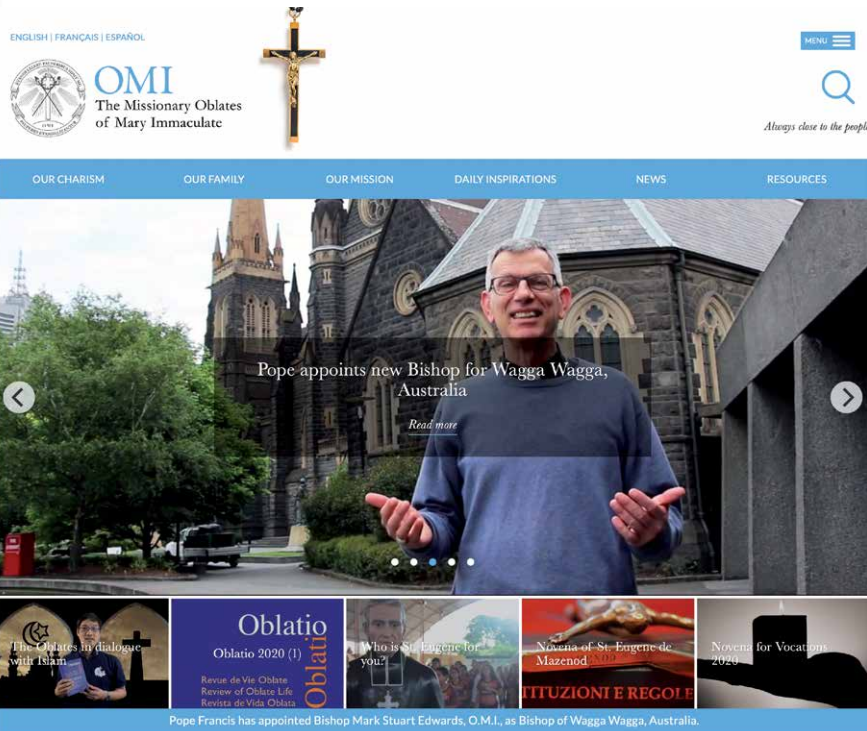 ENGLISH | FRANÇAIS | ESPAÑOL
MENU
OMI
The Missionary Oblates
of Mary Immaculate
Always close to the people
OUR CHARISM OUR FAMILY OUR MISSION DAILY INSPIRATIONS NEWS RESOURCES
Pope appoints new Bishop for Wagga Wagga,
Australia
Read more
The Oblates in dialogue
with Islam
Oblatio
Oblatio 2020 (1)
Revue de Vie Oblate
Review of Oblate Life
Revista de Vida Oblata
Oblati
Who is St. Eugene for
you?
Novena of St. Eugene de
Mazenod
TITUZIONI E REGOLE
Novena for Vocations
2020
Pope Francis has appointed Bishop Mark Stuart Edwards, O.M.I., as Bishop of Wagga Wagga, Australia.